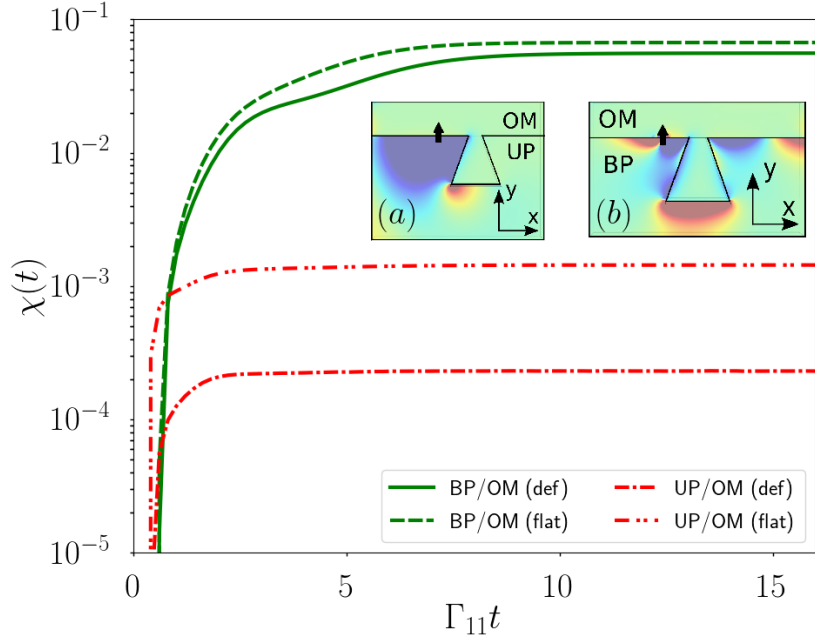 10⁻¹
10⁻²
10⁻³
10⁻⁴
10⁻⁵
χ(t)
OM
UP
(a)
y
x
OM
BP
(b)
y
x
BP/OM (def)
BP/OM (flat)
UP/OM (def)
UP/OM (flat)
0 5 10 15
Γ₁₁t